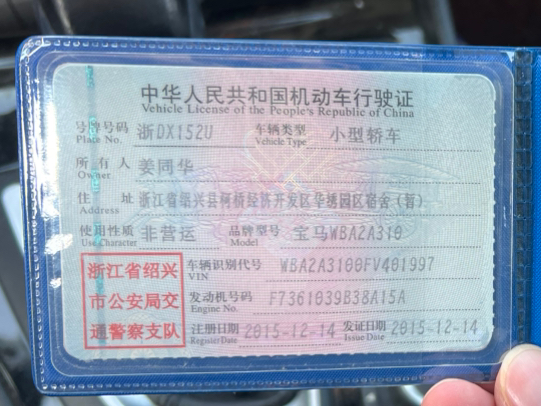 中华人民共和国机动车行驶证
Vehicle License of the People's Republic of China
号牌号码 浙DX152U 车辆类型 小型轿车
Plate No. Vehicle Type
所有人 姜同华
Owner
住址 浙江省绍兴县柯桥经济开发区华绣园区宿舍（暂）
Address
使用性质 非营运 品牌型号 宝马WBA2A310
Use Character Model
浙江省绍兴 车辆识别代号 WBA2A3100FV401997
VIN
市公安局交 发动机号码 F7361039B38A15A
Engine No.
通警察支队 注册日期 2015-12-14 发证日期 2015-12-14
Register Date Issue Date